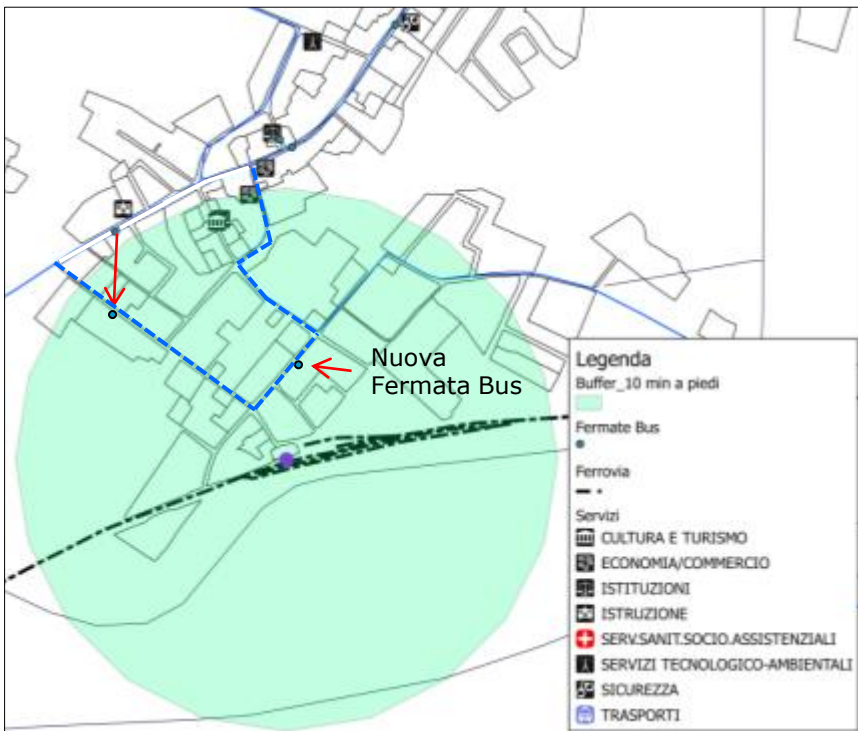 Nuova
Fermata Bus
Legenda
Buffer_10 min a piedi
Fermate Bus
Ferrovia
Servizi
CULTURA E TURISMO
ECONOMIA/COMMERCIO
ISTITUZIONI
ISTRUZIONE
SERV.SANIT.SOCIO.ASSISTENZIALI
SERVIZI TECNOLOGICO-AMBIENTALI
SICUREZZA
TRASPORTI